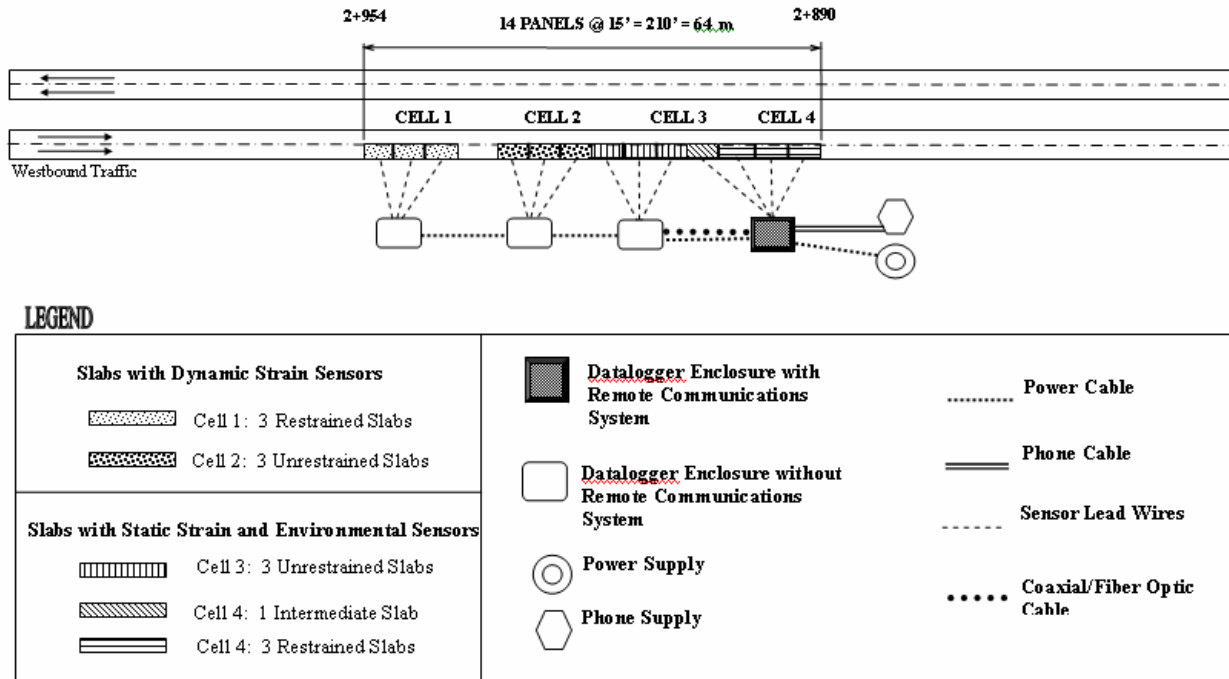 2+954
14 PANELS @ 15' = 210' = 64 m
2+890
CELL 1
CELL 2
CELL 3
CELL 4
Westbound Traffic
LEGEND
Slabs with Dynamic Strain Sensors
Cell 1: 3 Restrained Slabs
Cell 2: 3 Unrestrained Slabs
Slabs with Static Strain and Environmental Sensors
Cell 3: 3 Unrestrained Slabs
Cell 4: 1 Intermediate Slab
Cell 4: 3 Restrained Slabs
Datalogger Enclosure with
Remote Communications
System
Datalogger Enclosure without
Remote Communications
System
Power Supply
Phone Supply
Power Cable
Phone Cable
Sensor Lead Wires
Coaxial/Fiber Optic
Cable